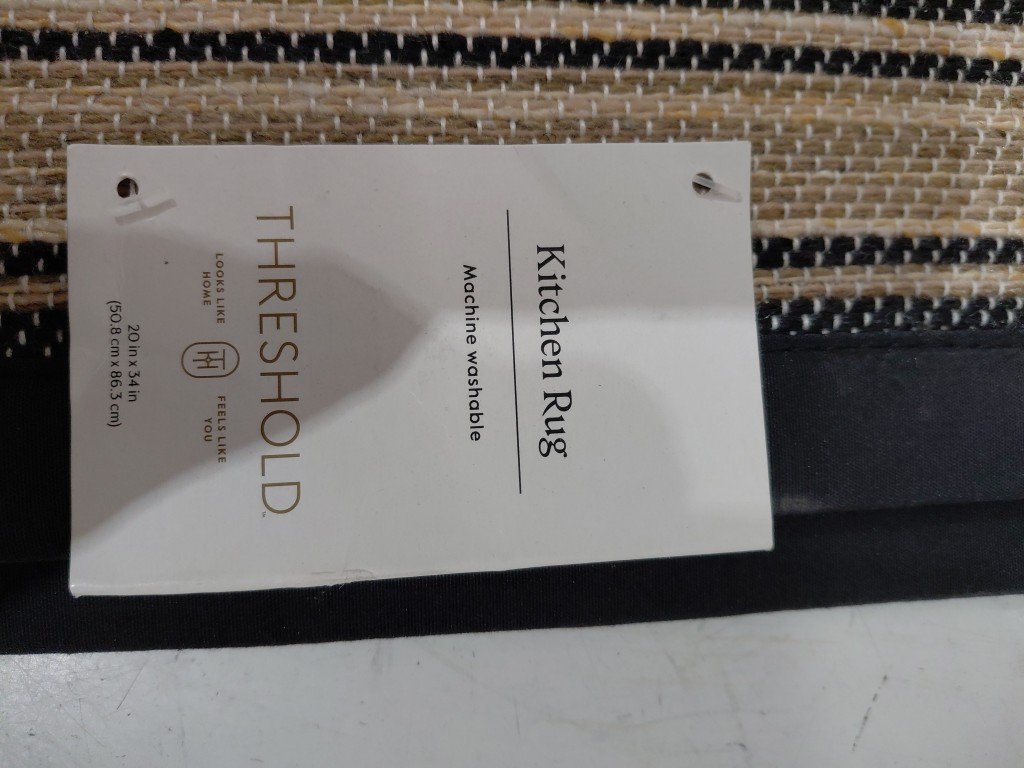 Kitchen Rug
Machine washable
THRESHOLD™
LOOKS LIKE
HOME
FEELS LIKE
YOU
20 in x 34 in
(50.8 cm x 86.3 cm)